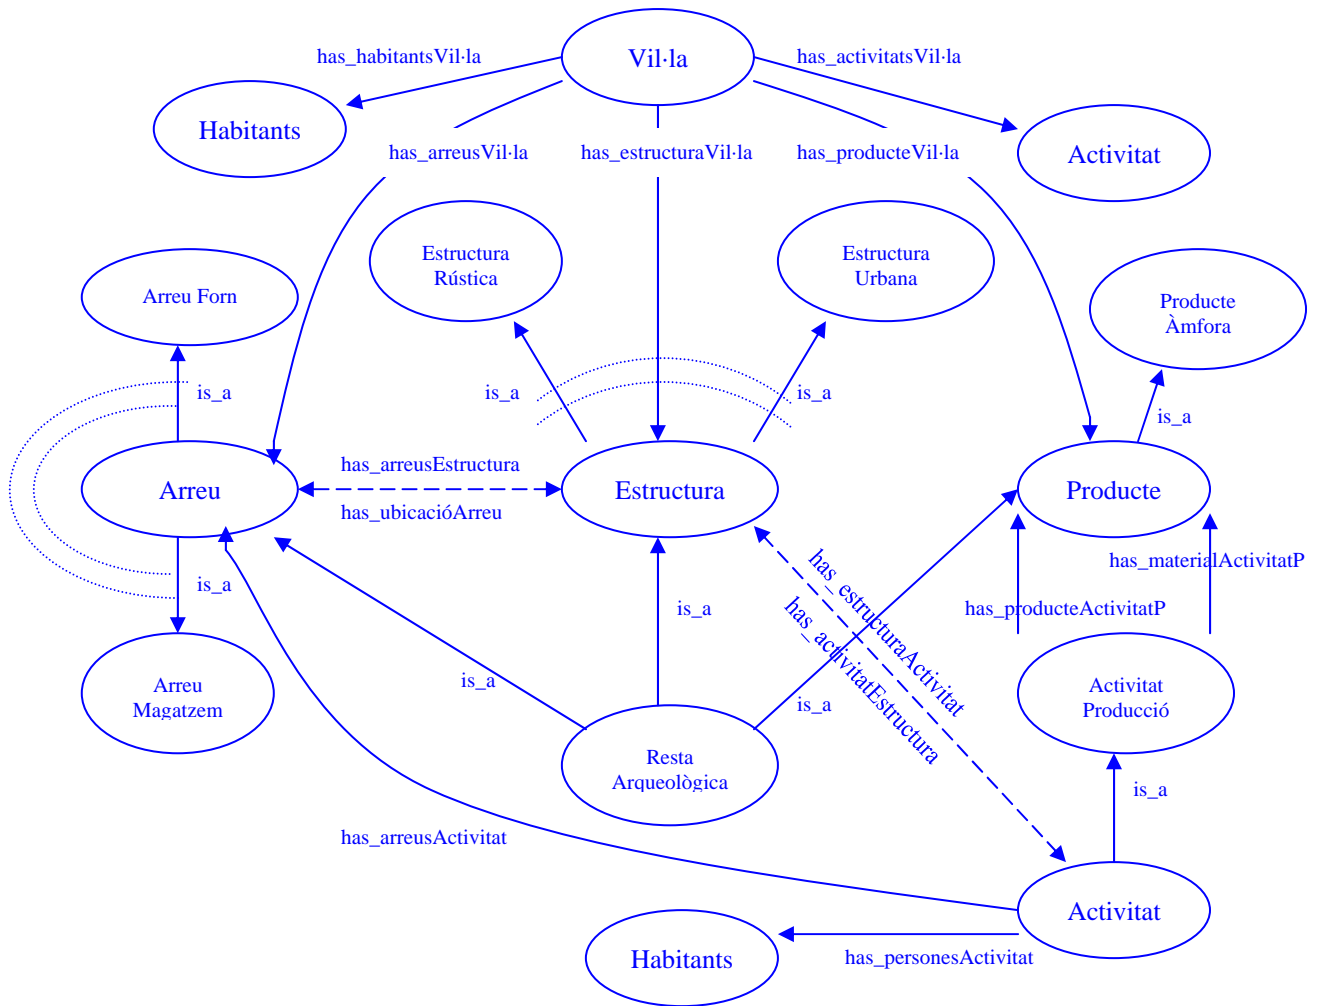 Vil·la
has_habitantsVil·la
has_activitatsVil·la
Habitants
has_arreusVil·la
has_estructuraVil·la
has_producteVil·la
Activitat
Estructura
Rústica
Estructura
Urbana
Arreu Forn
Producte
Àmfora
is_a
is_a
is_a
is_a
has_arreusEstructura
Arreu
Estructura
Producte
has_ubicacióArreu
has_materialActivitatP
is_a
is_a
has_producteActivitatP
has_estructuraActivitat
has_activitatEstructura
Arreu
Magatzem
is_a
is_a
Activitat
Producció
Resta
Arqueològica
is_a
has_arreusActivitat
Activitat
Habitants
has_personesActivitat